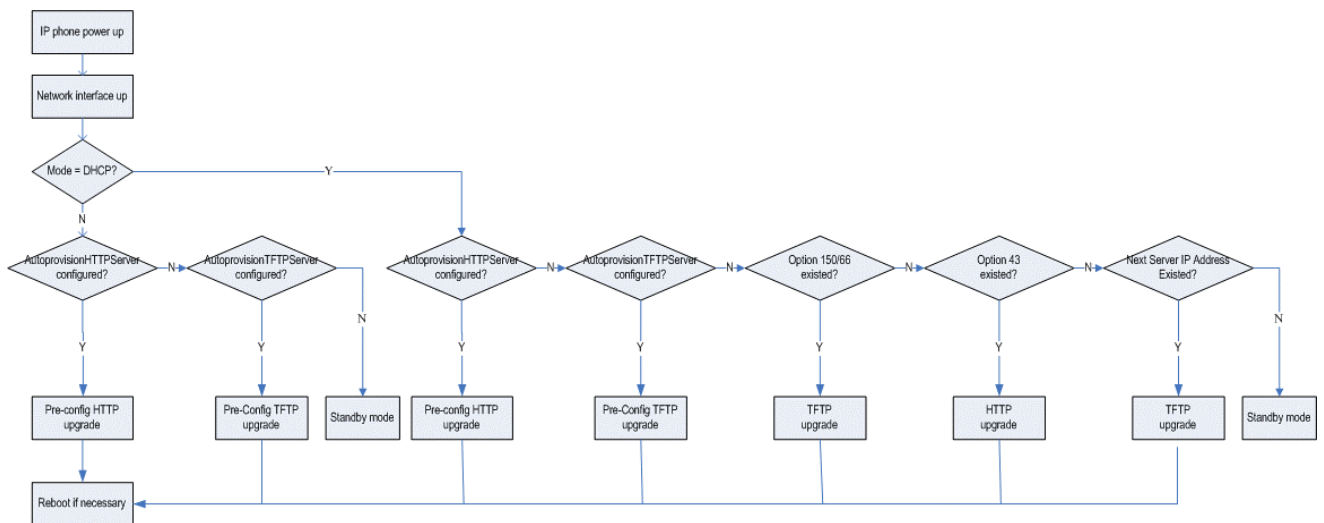 IP phone power up
Network interface up
Mode = DHCP?
Y
N
AutoprovisionHTTPServer
configured?
N
AutoprovisionTFTPServer
configured?
N
AutoprovisionHTTPServer
configured?
N
AutoprovisionTFTPServer
configured?
N
Option 150/66
existed?
N
Option 43
existed?
N
Next Server IP Address
Existed?
N
Y
Y
Y
Y
Y
Y
Y
Pre-config HTTP
upgrade
Pre-Config TFTP
upgrade
Standby mode
Pre-config HTTP
upgrade
Pre-Config TFTP
upgrade
TFTP
upgrade
HTTP
upgrade
TFTP
upgrade
Standby mode
Reboot if necessary